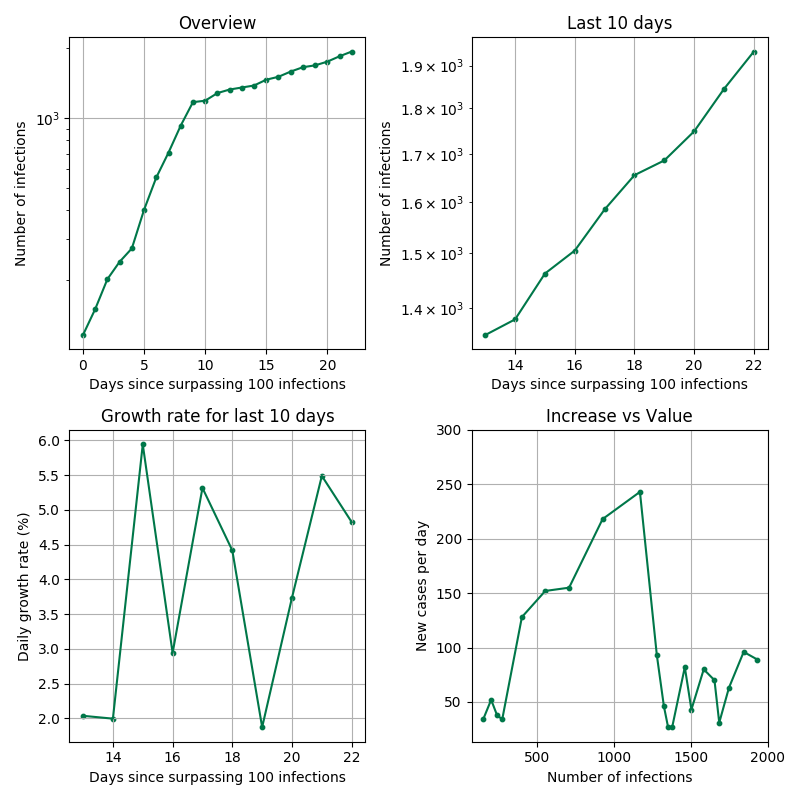 Overview
Number of infections
10³
0 5 10 15 20
Days since surpassing 100 infections
Last 10 days
Number of infections
1.9 × 10³
1.8 × 10³
1.7 × 10³
1.6 × 10³
1.5 × 10³
1.4 × 10³
14 16 18 20 22
Days since surpassing 100 infections
Growth rate for last 10 days
Daily growth rate (%)
6.0
5.5
5.0
4.5
4.0
3.5
3.0
2.5
2.0
14 16 18 20 22
Days since surpassing 100 infections
Increase vs Value
New cases per day
300
250
200
150
100
50
500 1000 1500 2000
Number of infections